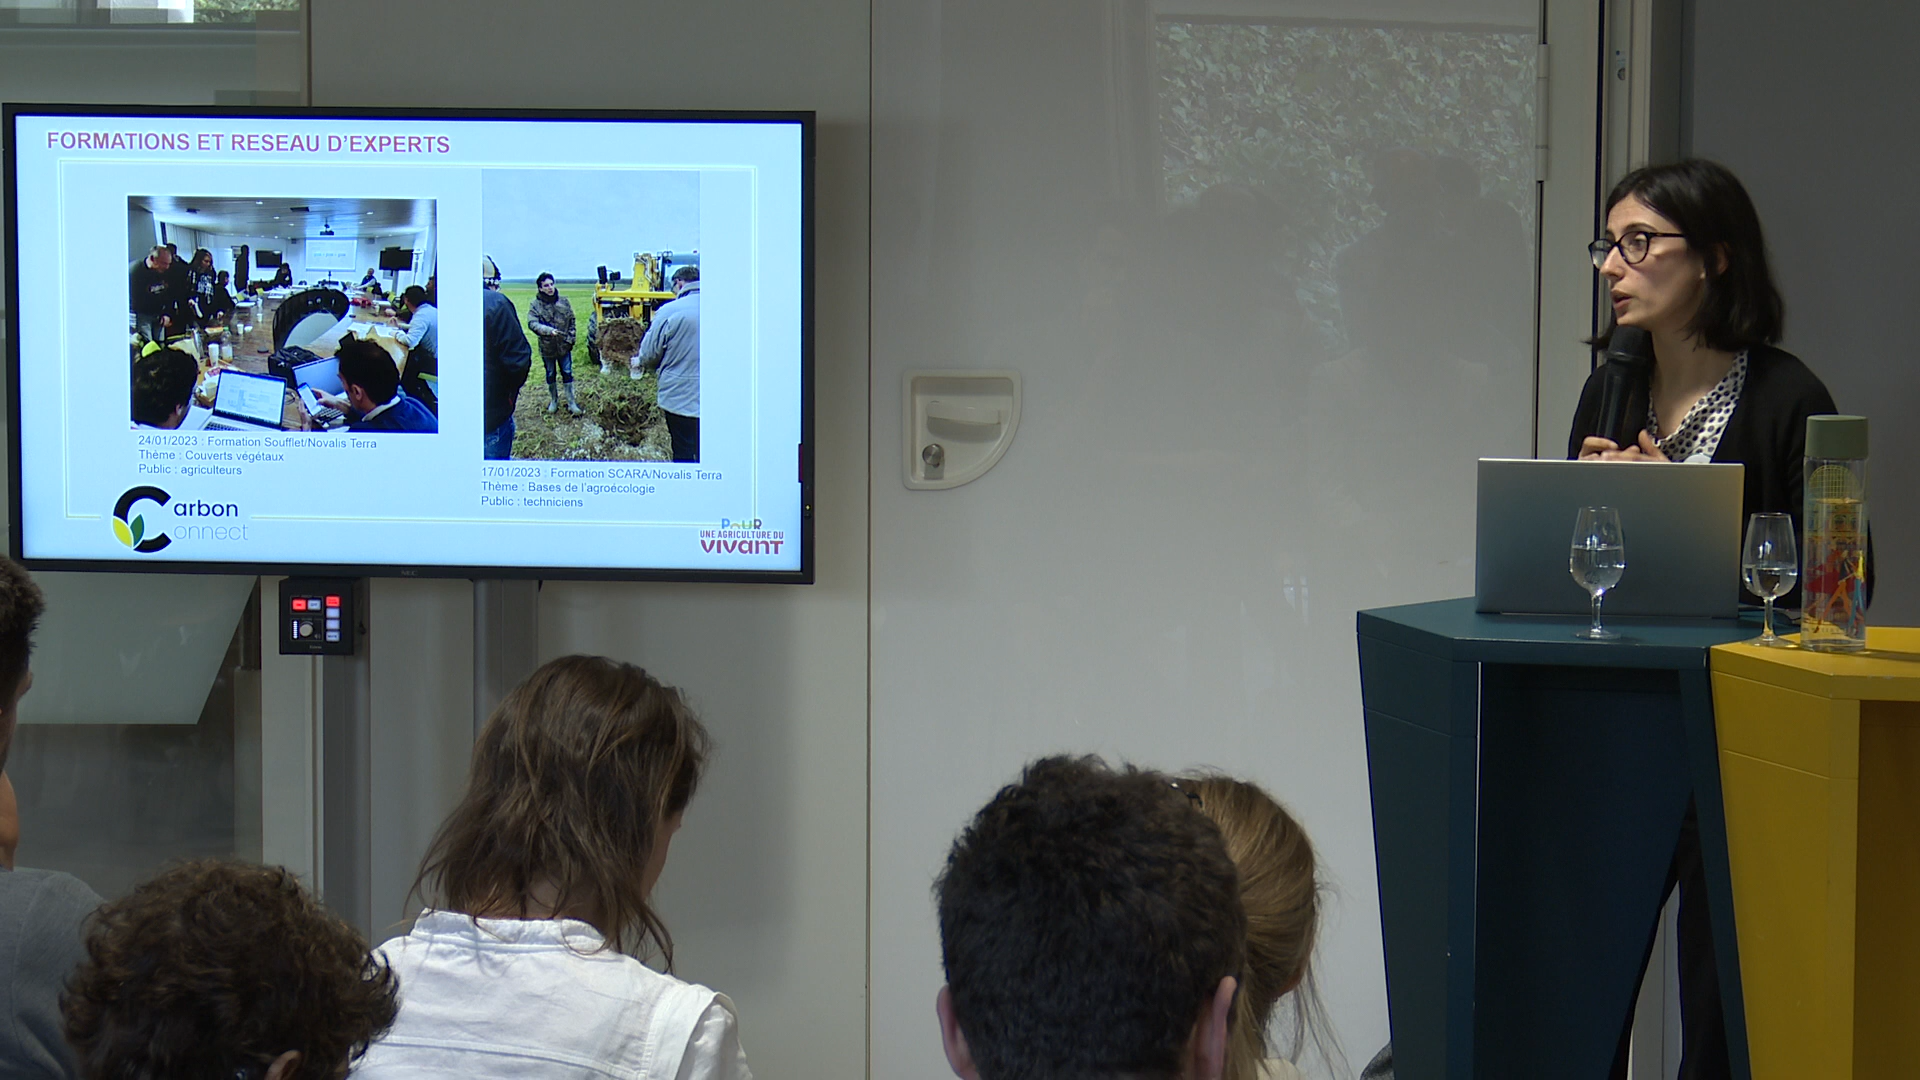 FORMATIONS ET RESEAU D'EXPERTS
24/01/2023 : Formation Soufflet/Novalis Terra
Thème : Couverts végétaux
Public : agriculteurs
17/01/2023 : Formation SCARA/Novalis Terra
Thème : Bases de l'agroécologie
Public : techniciens
Carbon
Connect
POUR
UNE AGRICULTURE DU
VIVANT